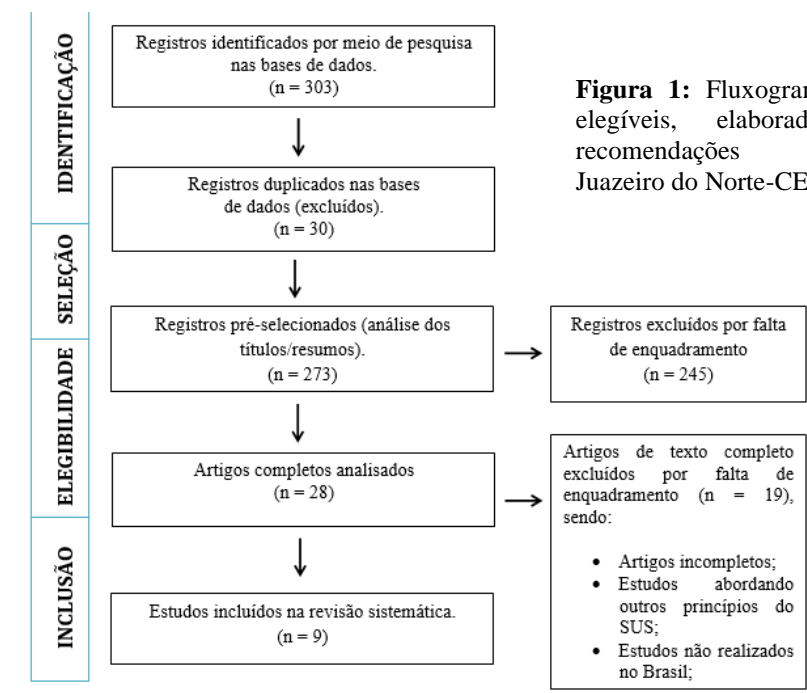 IDENTIFICAÇÃO
Registros identificados por meio de pesquisa
nas bases de dados.
(n = 303)
Figura 1: Fluxogran
elegíveis, elaborad
recomendações
Juazeiro do Norte-CE
Registros duplicados nas bases
de dados (excluídos).
(n = 30)
SELEÇÃO
Registros pré-selecionados (análise dos
títulos/resumos).
(n = 273)
Registros excluídos por falta
de enquadramento
(n = 245)
ELEGIBILIDADE
Artigos completos analisados
(n = 28)
Artigos de texto completo
excluídos por falta de
enquadramento (n = 19),
sendo:
• Artigos incompletos;
• Estudos abordando
outros princípios do
SUS;
• Estudos não realizados
no Brasil;
INCLUSÃO
Estudos incluídos na revisão sistemática.
(n = 9)